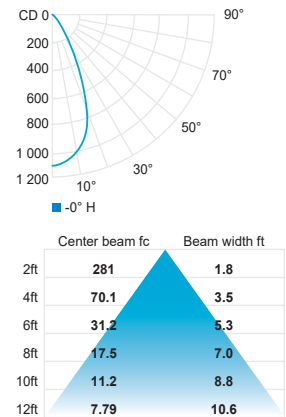 CD 0
90°
200
400
70°
600
800
50°
1 000
30°
1 200
10°
-0° H
Center beam fc Beam width ft
2ft 281 1.8
4ft 70.1 3.5
6ft 31.2 5.3
8ft 17.5 7.0
10ft 11.2 8.8
12ft 7.79 10.6